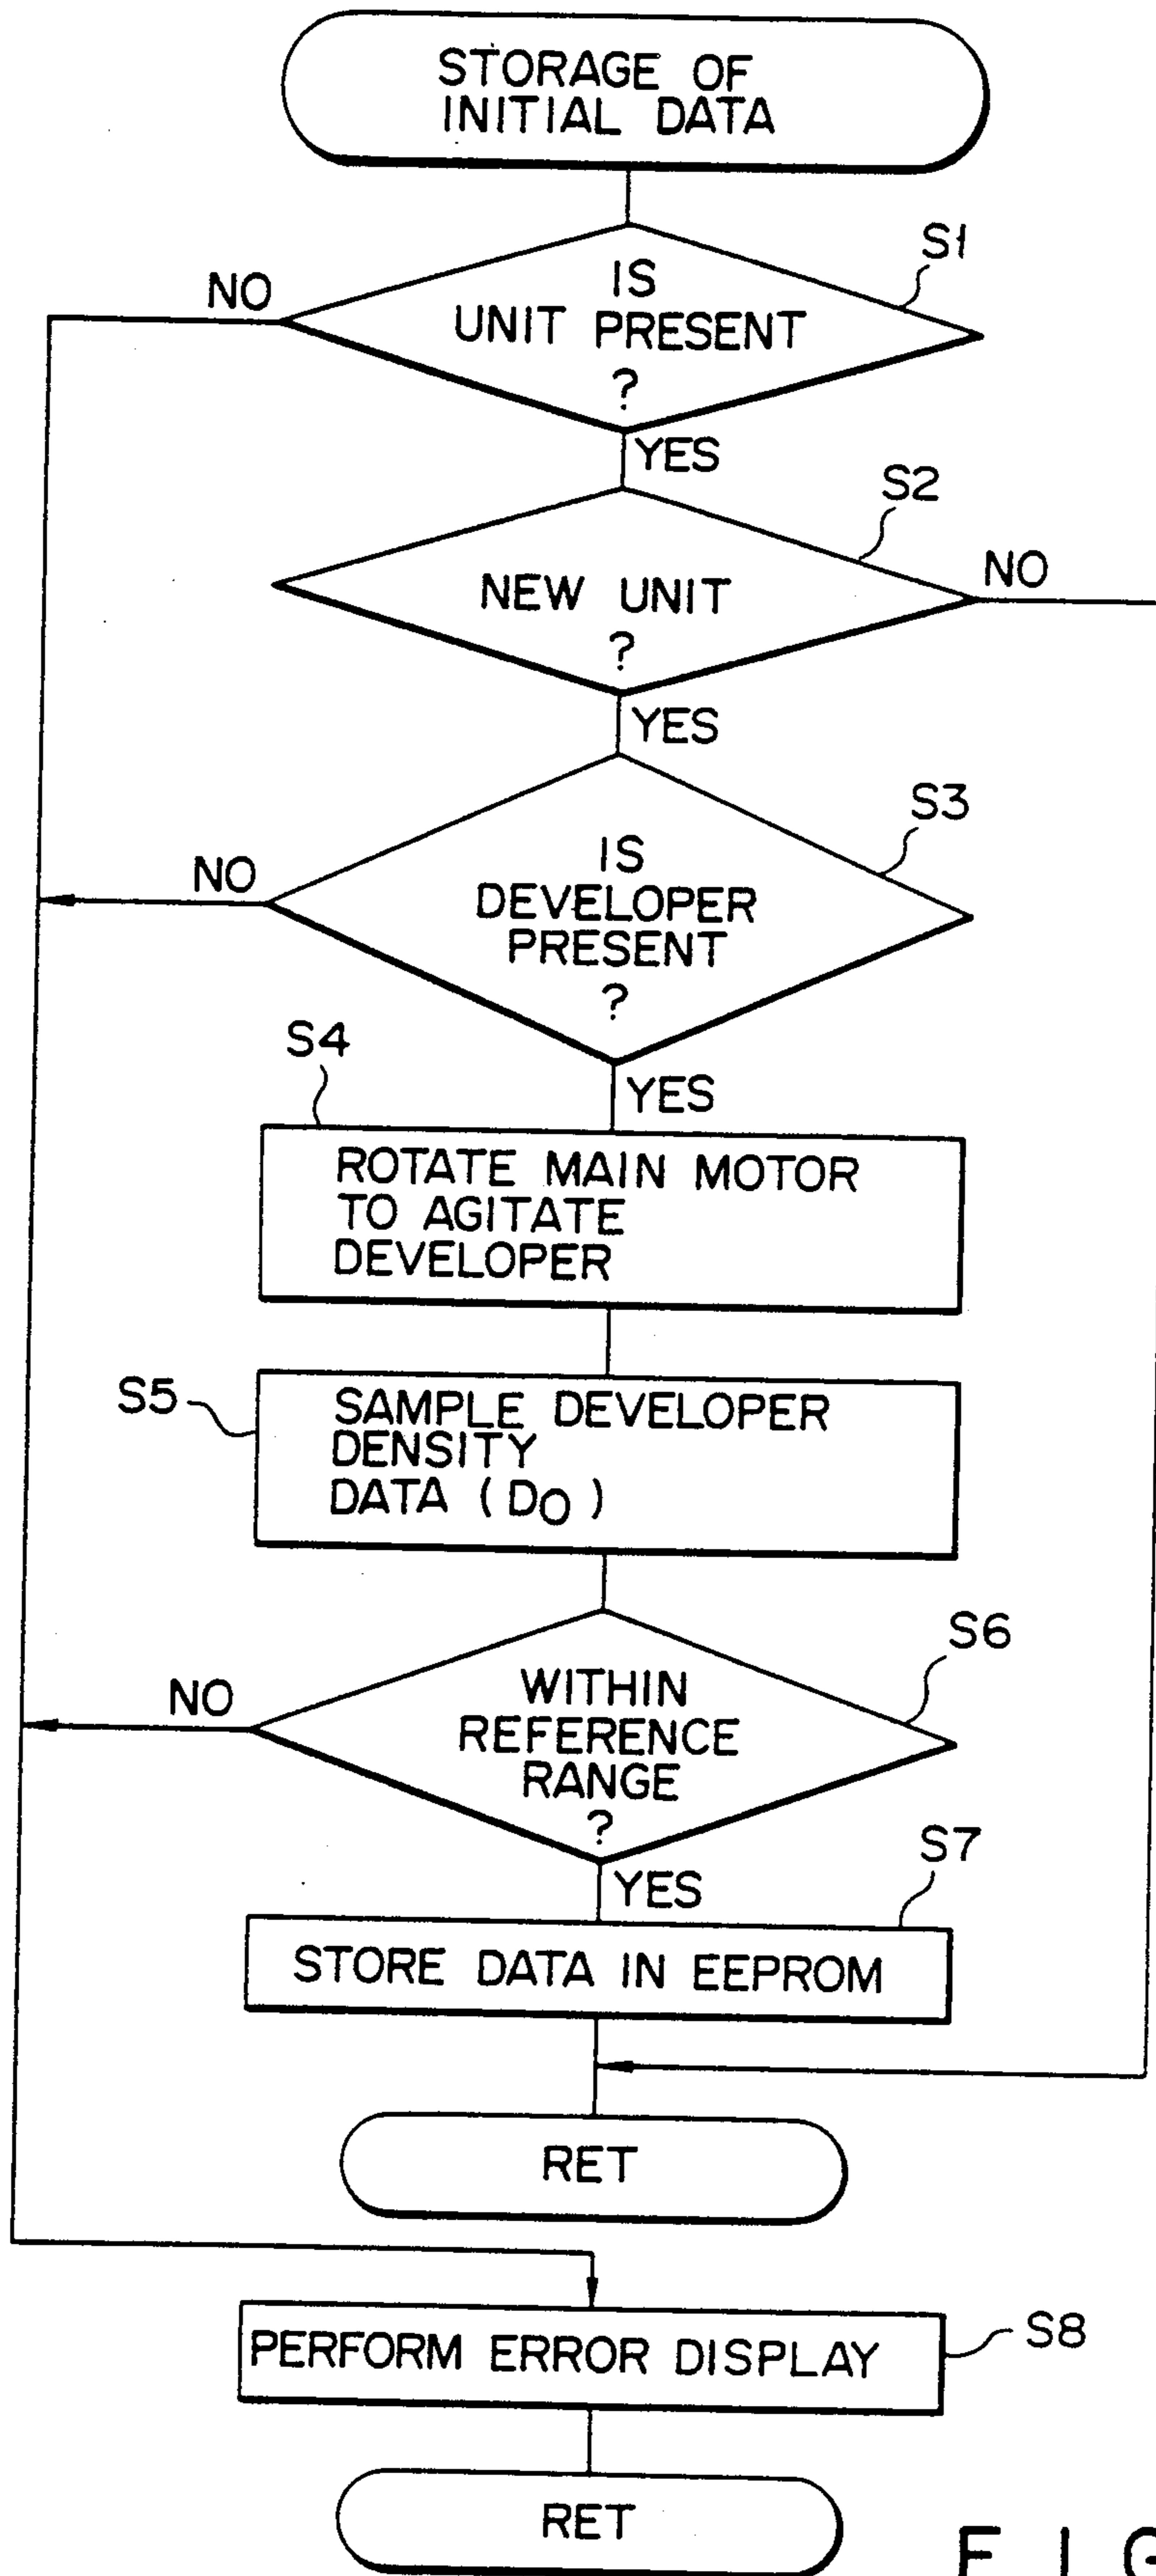 STORAGE OF
INITIAL DATA
S1
NO
IS
UNIT PRESENT
?
YES
S2
NO
NEW UNIT
?
YES
S3
NO
IS
DEVELOPER
PRESENT
?
S4
YES
ROTATE MAIN MOTOR
TO AGITATE
DEVELOPER
S5
SAMPLE DEVELOPER
DENSITY
DATA (DO)
S6
NO
WITHIN
REFERENCE
RANGE
?
S7
YES
STORE DATA IN EEPROM
RET
PERFORM ERROR DISPLAY
S8
RET